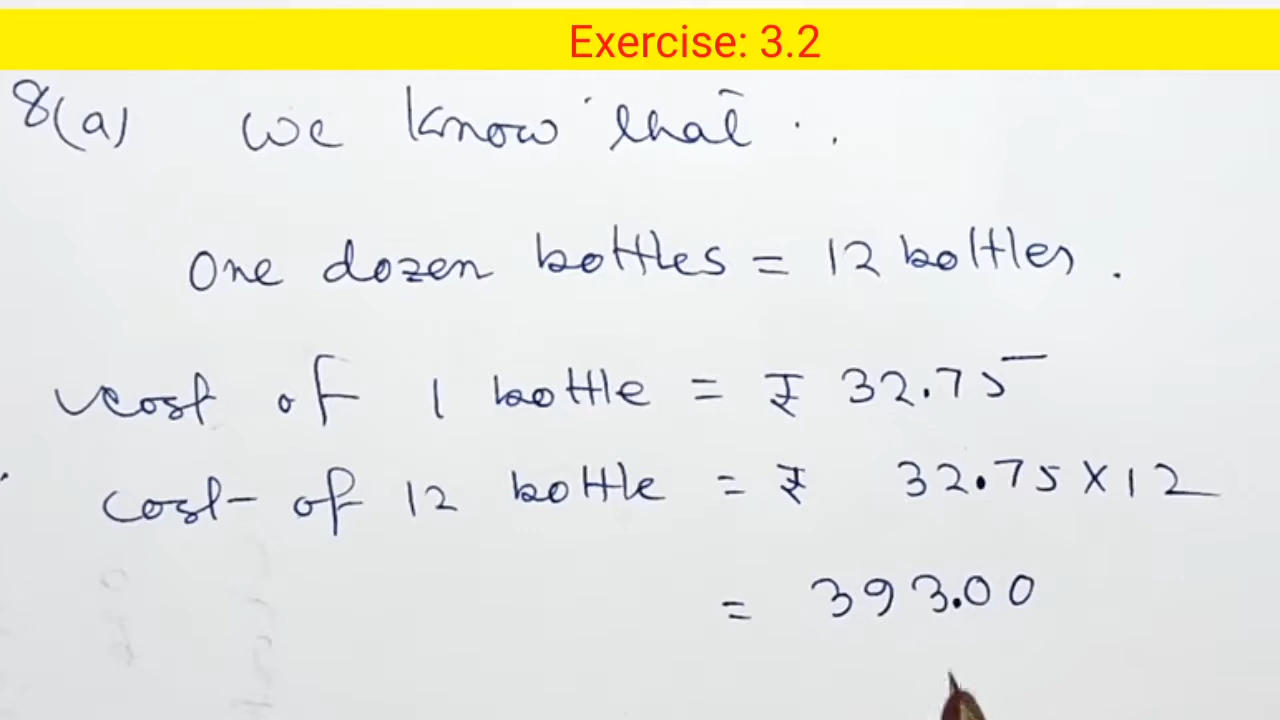 Exercise: 3.2
8(a) we know that . .
One dozen bottles = 12 bottles .
cost of 1 bottle = ₹ 32.75
cost of 12 bottle = ₹ 32.75 × 12
= 393.00